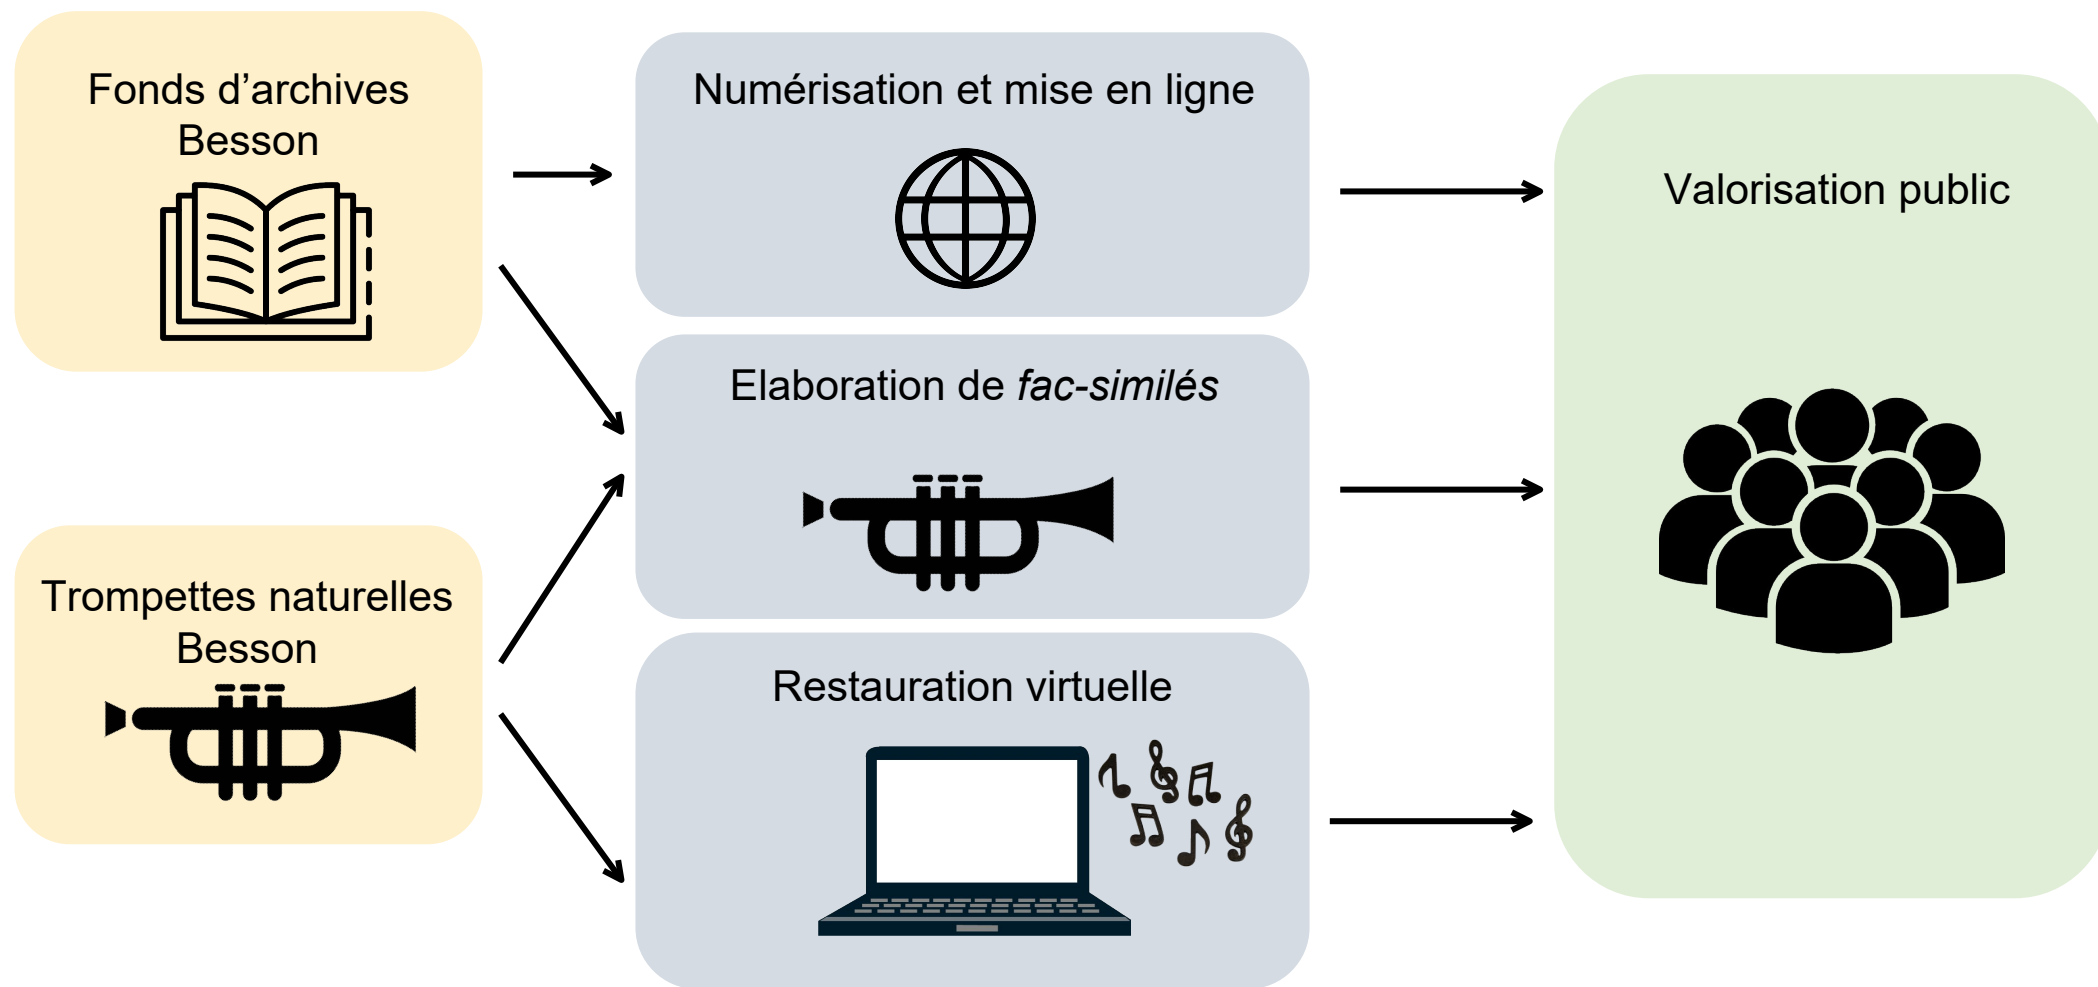 Fonds d’archives
Besson
Numérisation et mise en ligne
Valorisation public
Elaboration de fac-similés
Trompettes naturelles
Besson
Restauration virtuelle